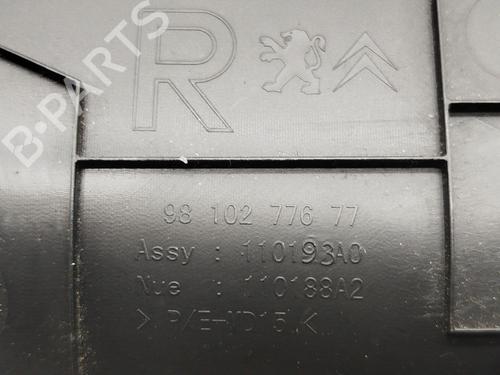 B-PARTS
R
98 102 776 77
Assy : 110193A0
Nue : 110188A2
> P/E-MD15 <